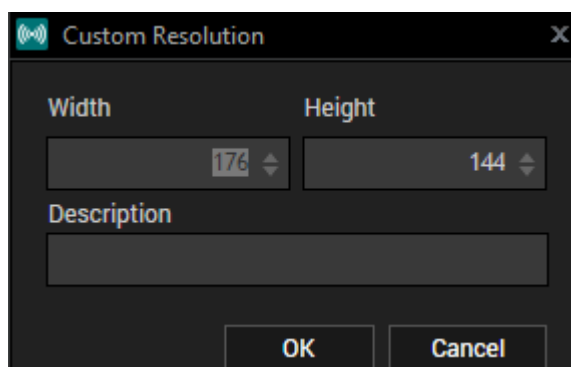 Custom Resolution
Width Height
176 144
Description
OK Cancel